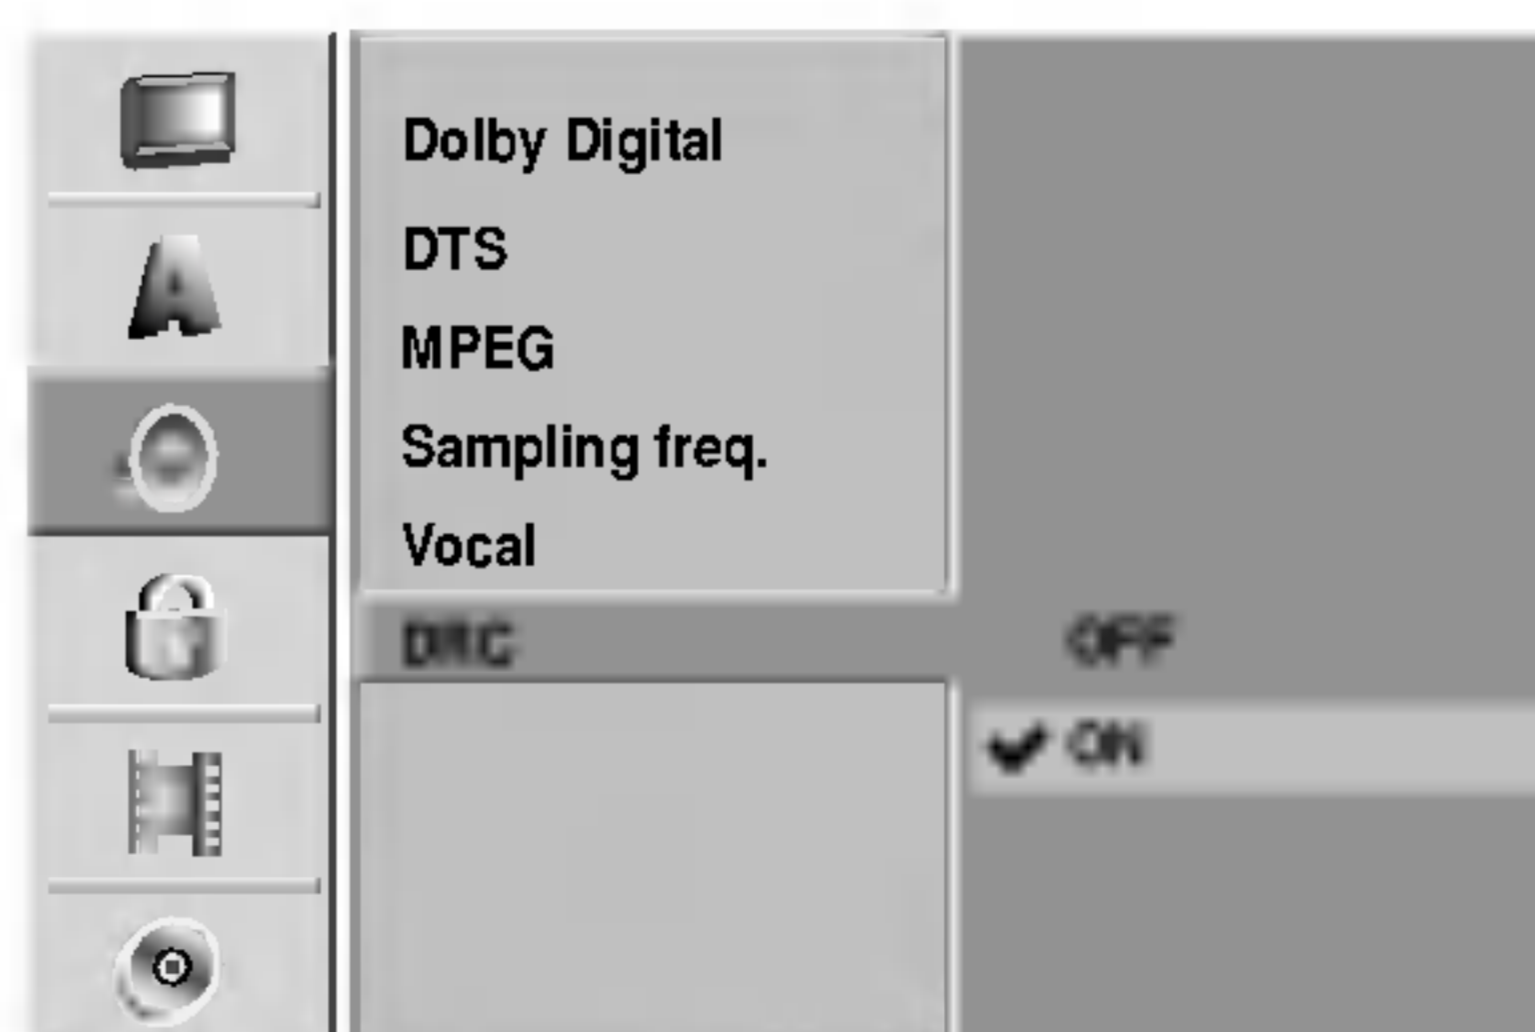 Dolby Digital
DTS
MPEG
Sampling freq.
Vocal
DRC
OFF
ON